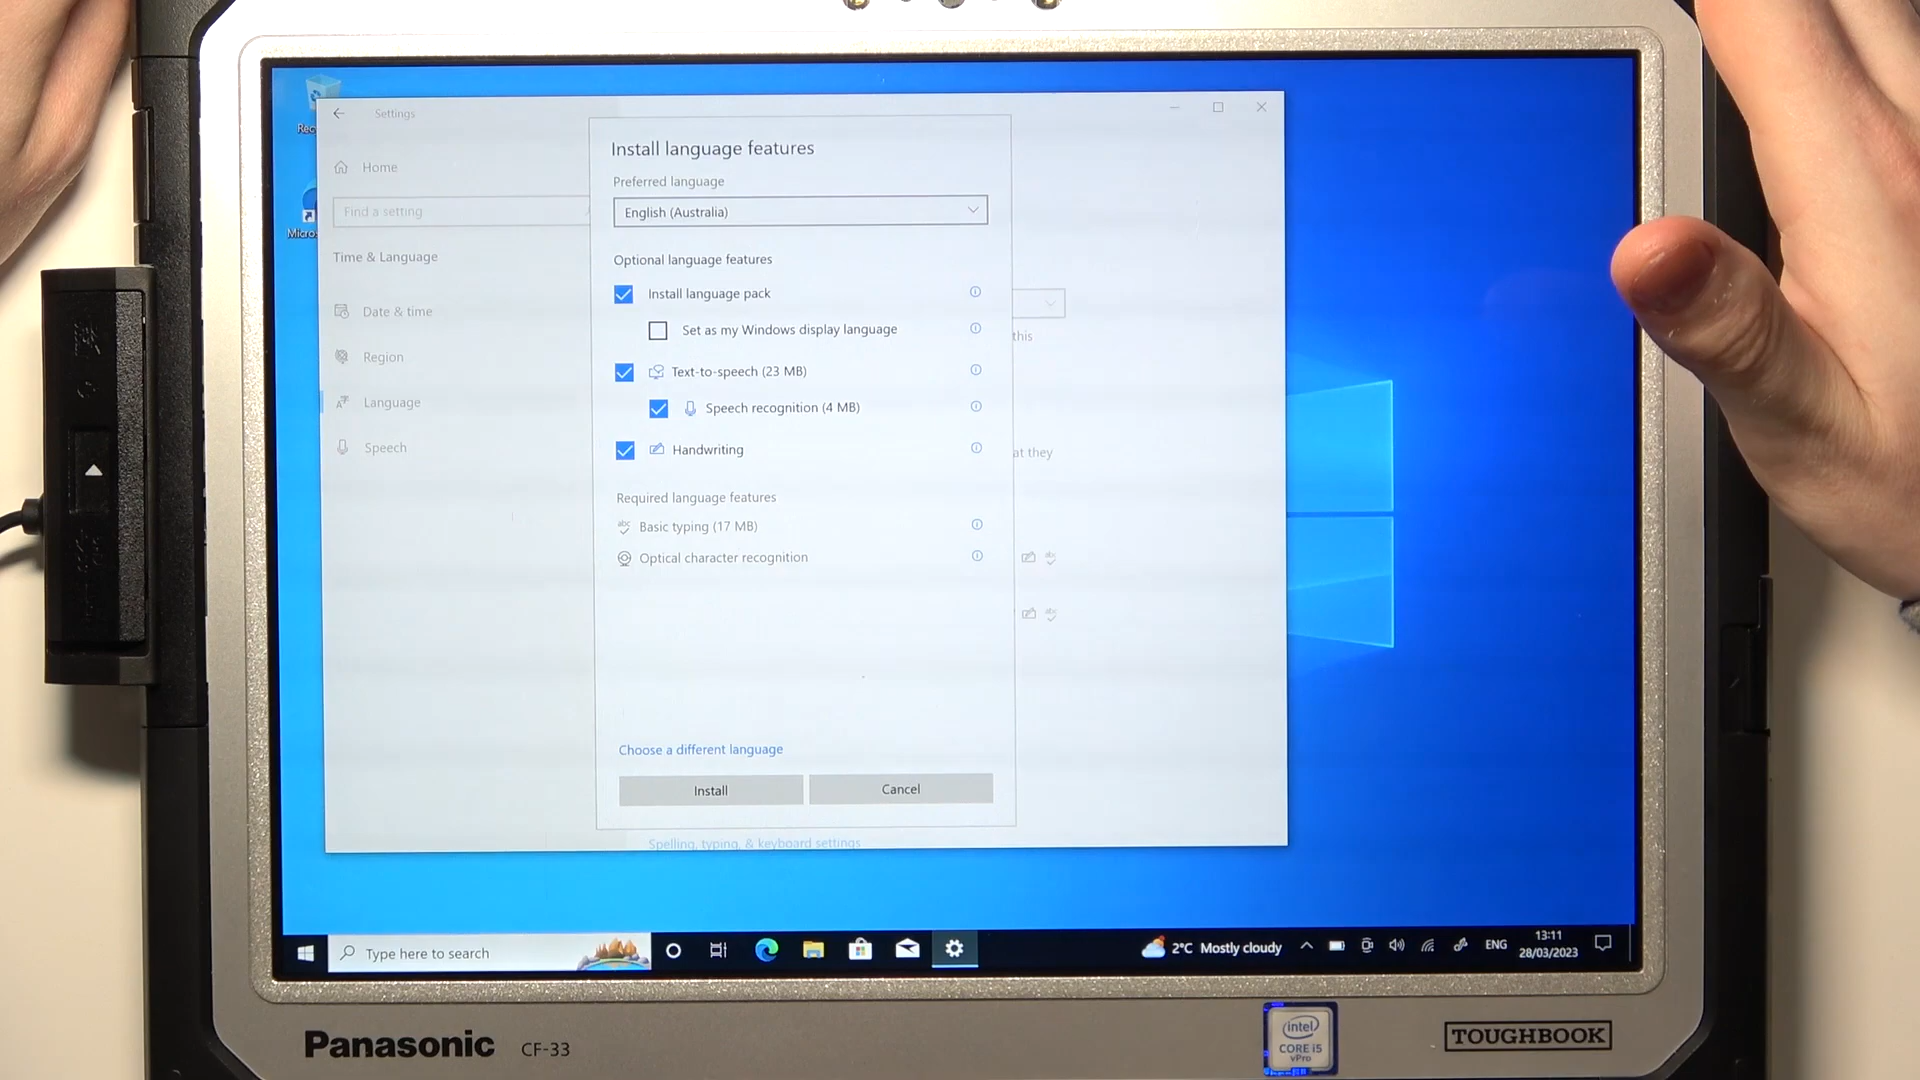 Settings
Home
Find a setting
Time & Language
Date & time
Region
Language
Speech
Install language features
Preferred language
English (Australia)
Optional language features
Install language pack
Set as my Windows display language
Text-to-speech (23 MB)
Speech recognition (4 MB)
Handwriting
Required language features
Basic typing (17 MB)
Optical character recognition
Choose a different language
Install
Cancel
this
at they
Spelling, typing, & keyboard settings
Rec
Micros
Type here to search
2°C Mostly cloudy
ENG
13:11
28/03/2023
Panasonic CF-33
intel
CORE i5
vPro
TOUGHBOOK